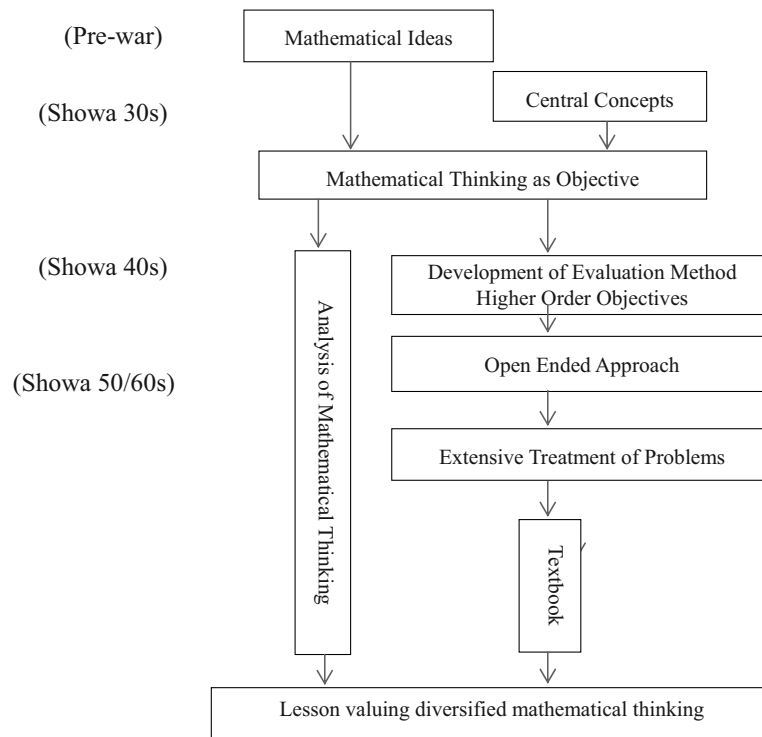 (Pre-war)
Mathematical Ideas
(Showa 30s)
Central Concepts
Mathematical Thinking as Objective
(Showa 40s)
Development of Evaluation Method
Higher Order Objectives
Analysis of Mathematical Thinking
Open Ended Approach
(Showa 50/60s)
Extensive Treatment of Problems
Textbook
Lesson valuing diversified mathematical thinking